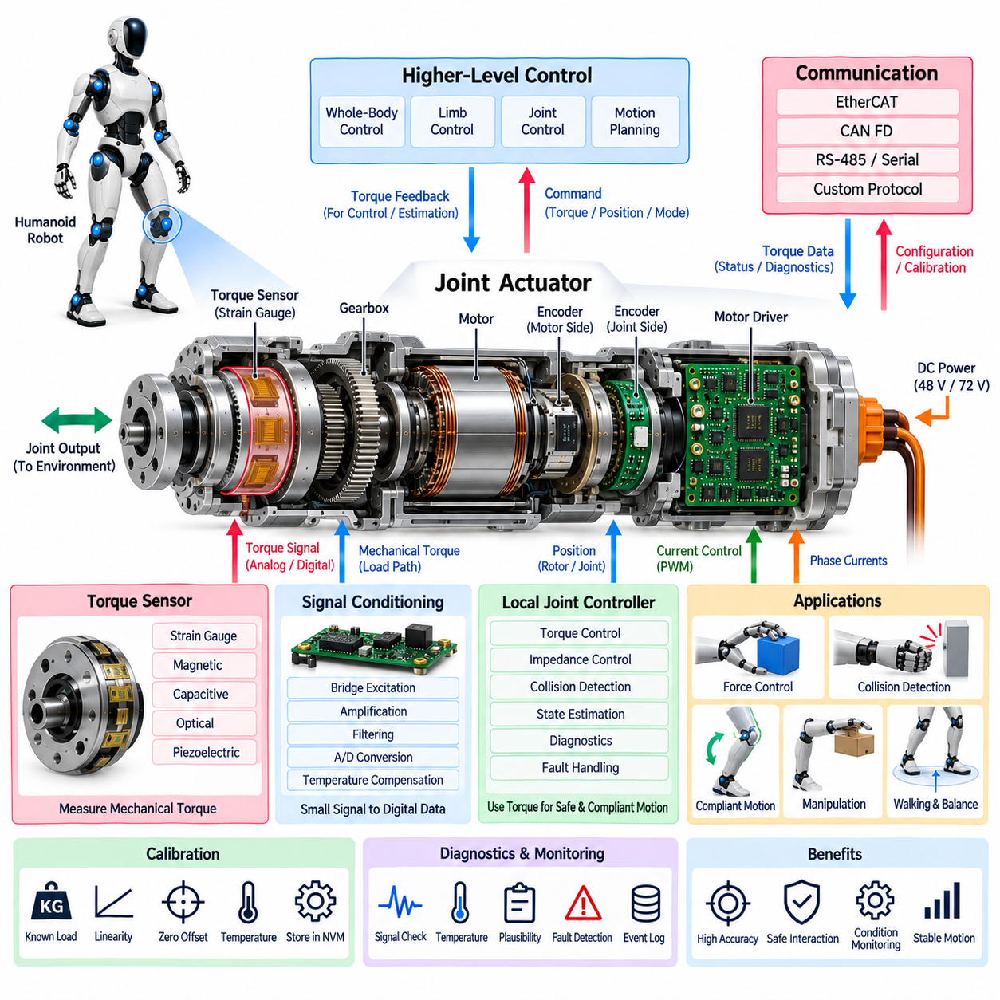 Higher-Level Control
Whole-Body
Control
Limb
Control
Joint
Control
Motion
Planning
Communication
EtherCAT
CAN FD
RS-485 / Serial
Custom Protocol
Humanoid
Robot
Torque Feedback
(For Control / Estimation)
Command
(Torque / Position / Mode)
Torque Data
(Status / Diagnostics)
Configuration
/ Calibration
Joint Actuator
Torque Sensor
(Strain Gauge)
Gearbox
Motor
Encoder
(Motor Side)
Encoder
(Joint Side)
Motor Driver
DC Power
(48 V / 72 V)
Joint Output
(To Environment)
Torque Signal
(Analog / Digital)
Mechanical Torque
(Load Path)
Position
(Rotor / Joint)
Current Control
(PWM)
Phase Currents
Torque Sensor
Strain Gauge
Magnetic
Capacitive
Optical
Piezoelectric
Measure Mechanical Torque
Signal Conditioning
Bridge Excitation
Amplification
Filtering
A/D Conversion
Temperature Compensation
Small Signal to Digital Data
Local Joint Controller
Torque Control
Impedance Control
Collision Detection
State Estimation
Diagnostics
Fault Handling
Use Torque for Safe & Compliant Motion
Applications
Force Control
Collision Detection
Compliant Motion
Manipulation
Walking & Balance
Calibration
KG
Known Load
Linearity
Zero Offset
Temperature
Store in NVM
Diagnostics & Monitoring
Signal Check
Temperature
Plausibility
Fault Detection
Event Log
Benefits
High Accuracy
Safe Interaction
Condition
Monitoring
Stable Motion